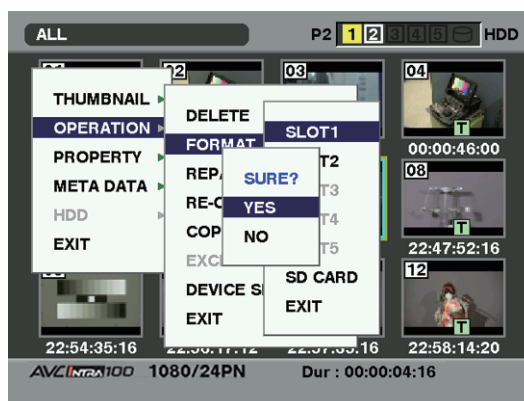 ALL P2 1 2 3 4 5 HDD
02 03 04
THUMBNAIL
OPERATION
PROPERTY
META DATA
HDD
EXIT
DELETE
FORMAT
DEVICE
EXIT
SLOT1
SD CARD
EXIT
SURE?
YES
NO
T
00:00:46:00
08
T
22:47:52:16
12
T
22:54:35:16 22:58:14:20
AVC INTRA 100 1080/24PN Dur : 00:00:04:16